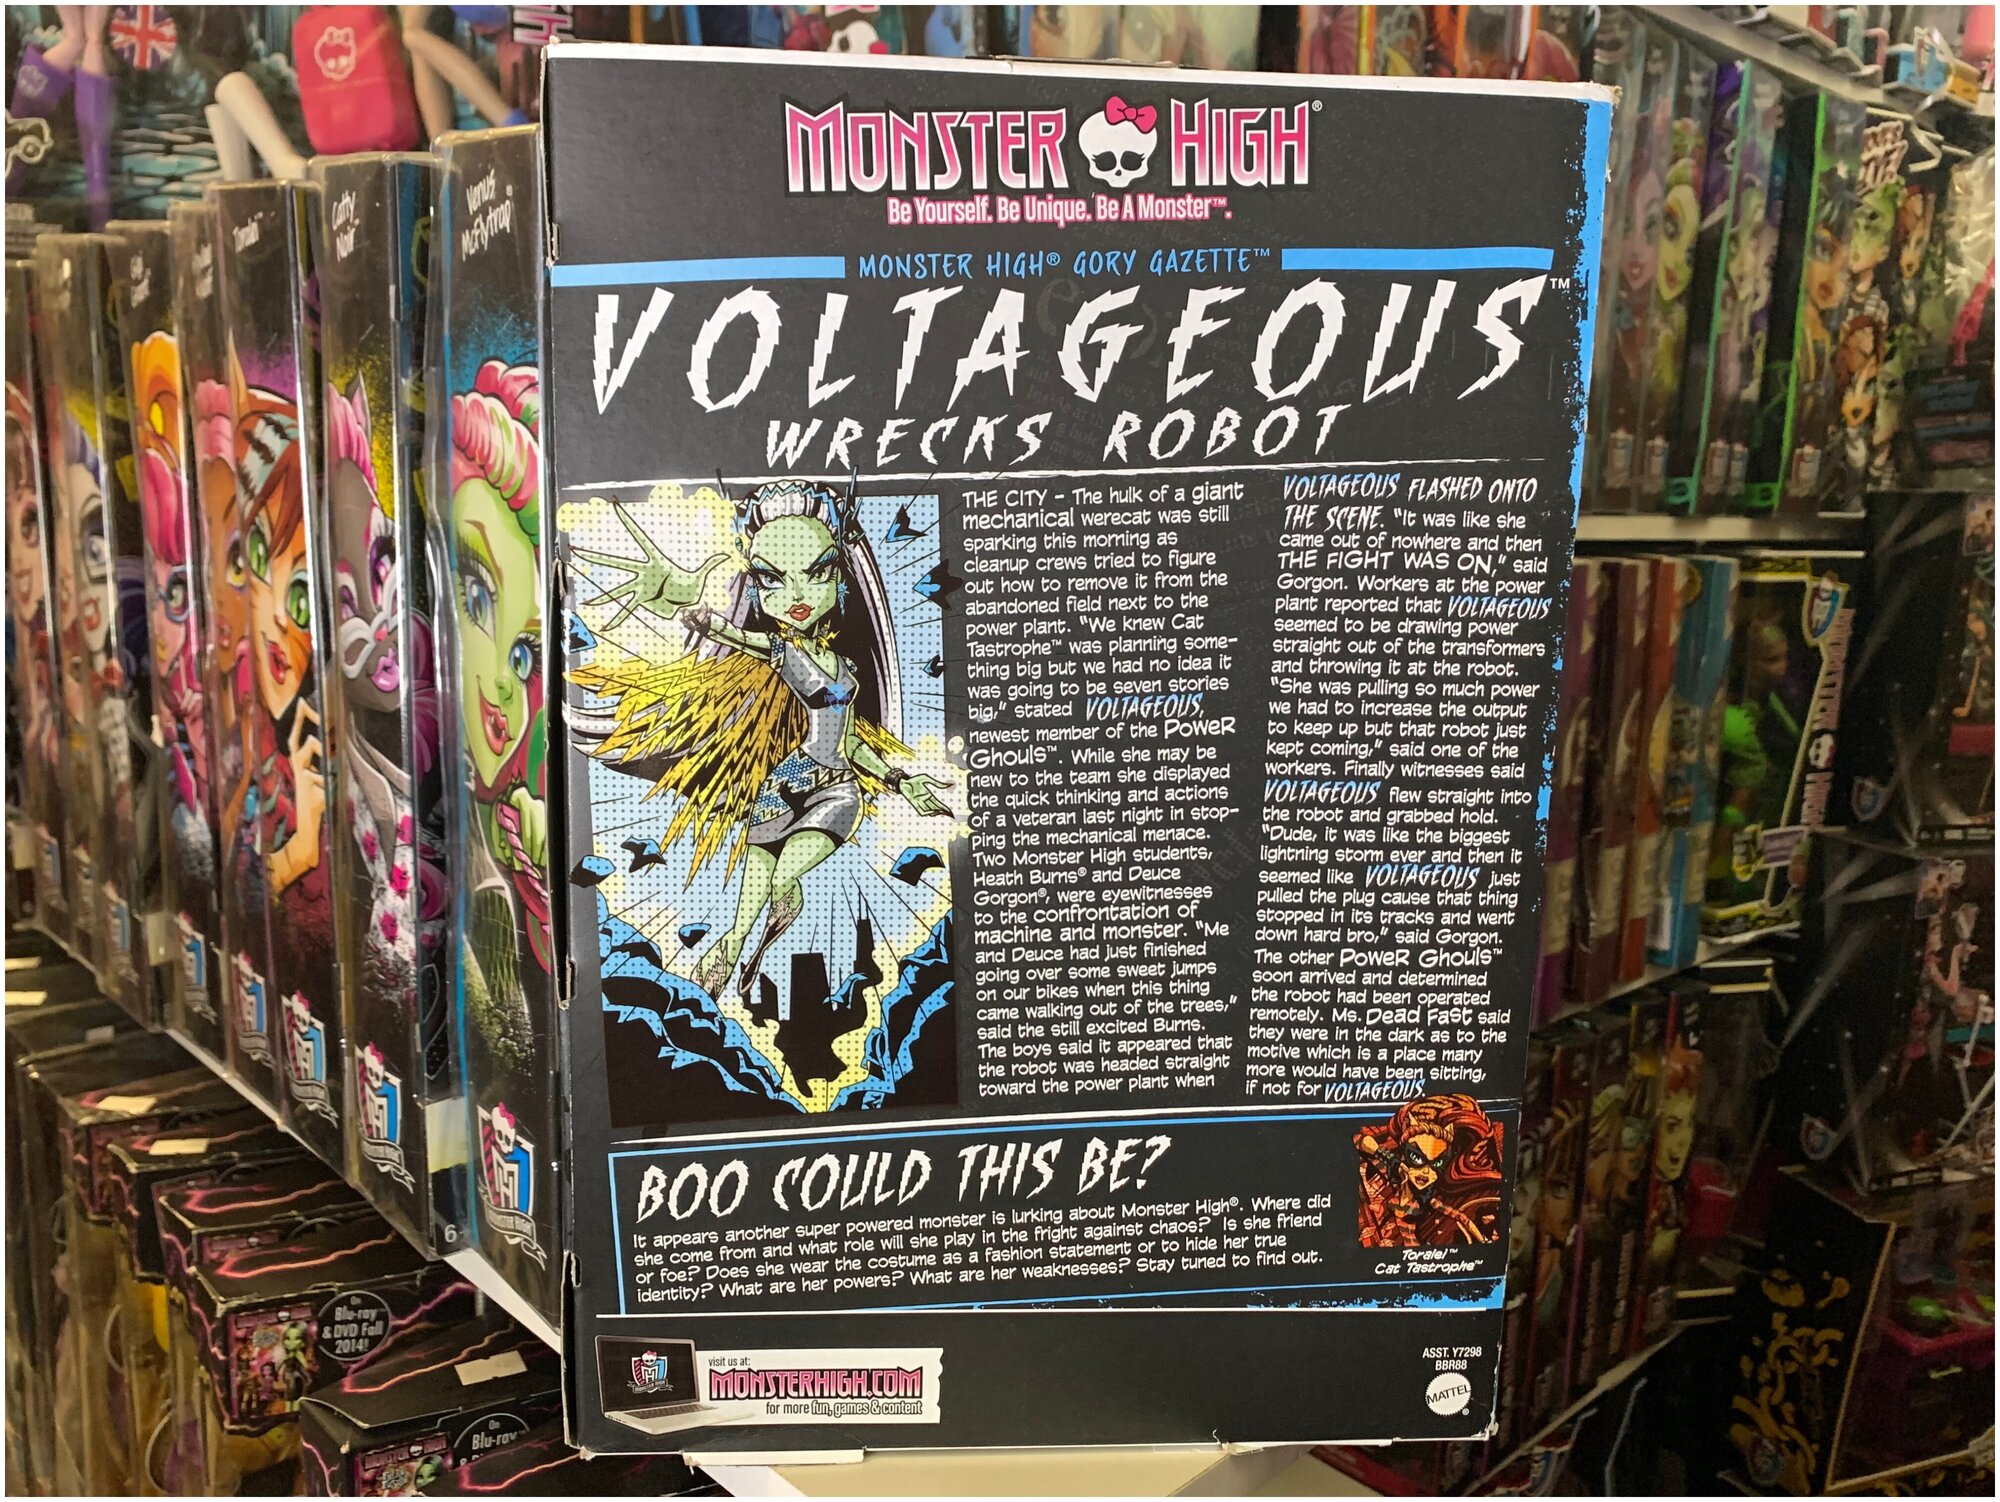 MONSTER HIGH®
Be Yourself. Be Unique. Be A Monster™.
MONSTER HIGH® GORY GAZETTE™
VOLTAGEOUS™
WRECKS ROBOT
THE CITY – The hulk of a giant
mechanical werecat was still
sparking this morning as
cleanup crews tried to figure
out how to remove it from the
abandoned field next to the
power plant. "We knew Cat
Tastrophe™ was planning some-
thing big but we had no idea it
was going to be seven stories
big," stated VOLTAGEOUS,
newest member of the PoweR
Ghouls™. While she may be
new to the team she displayed
the quick thinking and actions
of a veteran last night in stop-
ping the mechanical menace.
Two Monster High students,
Heath Burns® and Deuce
Gorgon®, were eyewitnesses
to the confrontation of
machine and monster. "Me
and Deuce had just finished
going over some sweet jumps
on our bikes when this thing
came walking out of the trees,"
said the still excited Burns.
The boys said it appeared that
the robot was headed straight
toward the power plant when
VOLTAGEOUS FLASHED ONTO
THE SCENE. "It was like she
came out of nowhere and then
THE FIGHT WAS ON," said
Gorgon. Workers at the power
plant reported that VOLTAGEOUS
seemed to be drawing power
straight out of the transformers
and throwing it at the robot.
"She was pulling so much power
we had to increase the output
to keep up but that robot just
kept coming," said one of the
workers. Finally witnesses said
VOLTAGEOUS flew straight into
the robot and grabbed hold.
"Dude, it was like the biggest
lightning storm ever and then it
seemed like VOLTAGEOUS just
pulled the plug cause that thing
stopped in its tracks and went
down hard bro," said Gorgon.
The other PoweR Ghouls™
soon arrived and determined
the robot had been operated
remotely. Ms. Dead Fast said
they were in the dark as to the
motive which is a place many
more would have been sitting,
if not for VOLTAGEOUS.
BOO COULD THIS BE?
It appears another super powered monster is lurking about Monster High®. Where did
she come from and what role will she play in the fright against chaos? Is she friend
or foe? Does she wear the costume as a fashion statement or to hide her true
identity? What are her powers? What are her weaknesses? Stay tuned to find out.
Toralei™
Cat Tastrophe™
visit us at:
MONSTERHIGH.COM
for more fun, games & content
ASST. Y7298
BBR88
MATTEL®
Toralei™
Catty
Noir™
Venus
McFlytrap®
MONSTER HIGH
6+
On
Blu-ray
& DVD Fall
2014!
On
Blu-ray